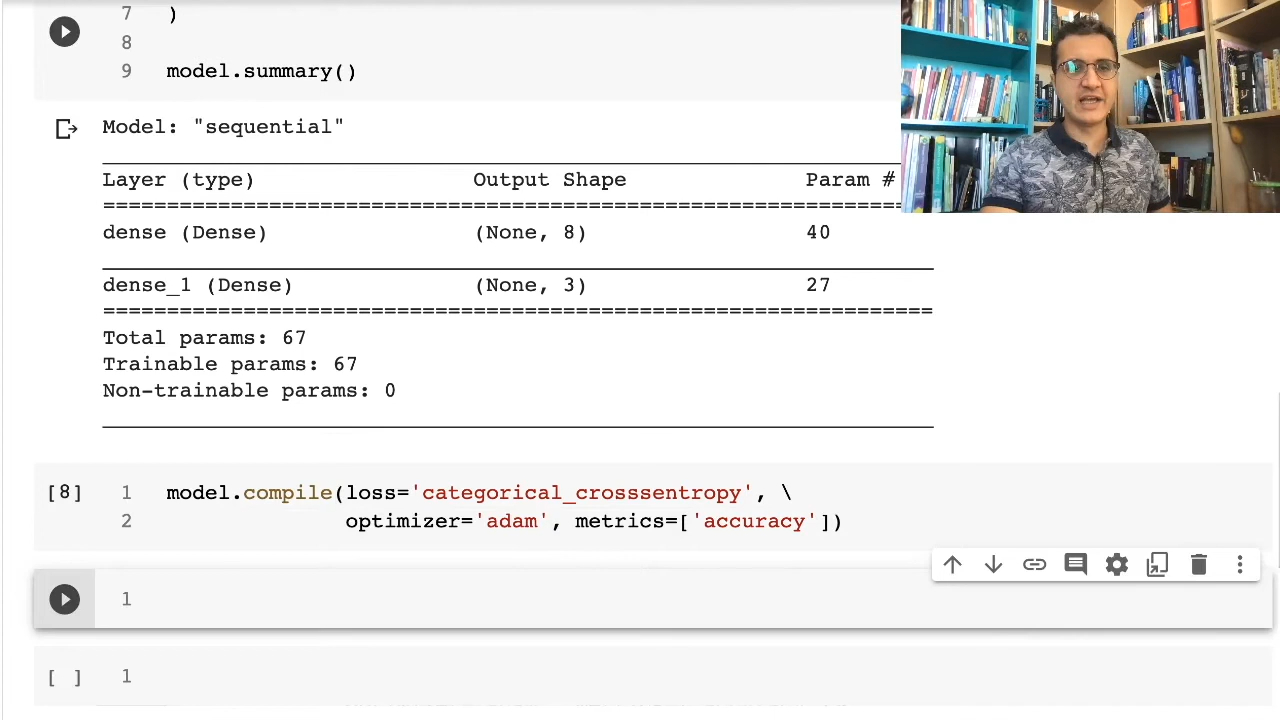 7 )
8
9 model.summary()
Model: "sequential"
Layer (type) Output Shape Param #
=================================================================
dense (Dense) (None, 8) 40
dense_1 (Dense) (None, 3) 27
=================================================================
Total params: 67
Trainable params: 67
Non-trainable params: 0
[8] 1 model.compile(loss='categorical_crosssentropy', \
2 optimizer='adam', metrics=['accuracy'])
1
[ ] 1